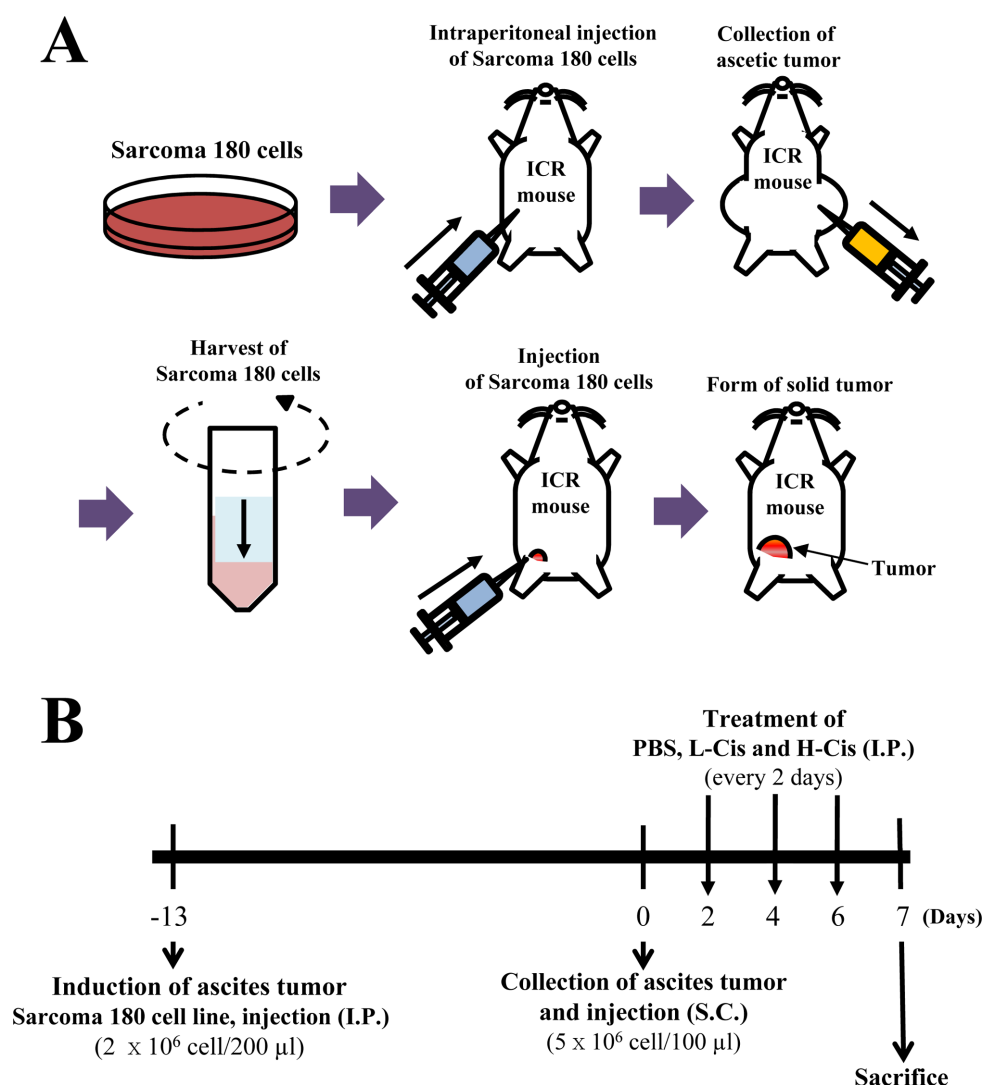 A
Intraperitoneal injection
of Sarcoma 180 cells
Collection of
ascetic tumor
Sarcoma 180 cells
ICR
mouse
ICR
mouse
Harvest of
Sarcoma 180 cells
Injection
of Sarcoma 180 cells
Form of solid tumor
ICR
mouse
ICR
mouse
Tumor
B
Treatment of
PBS, L-Cis and H-Cis (I.P.)
(every 2 days)
-13 0 2 4 6 7 (Days)
Induction of ascites tumor
Sarcoma 180 cell line, injection (I.P.)
(2 x 10⁶ cell/200 µl)
Collection of ascites tumor
and injection (S.C.)
(5 x 10⁶ cell/100 µl)
Sacrifice